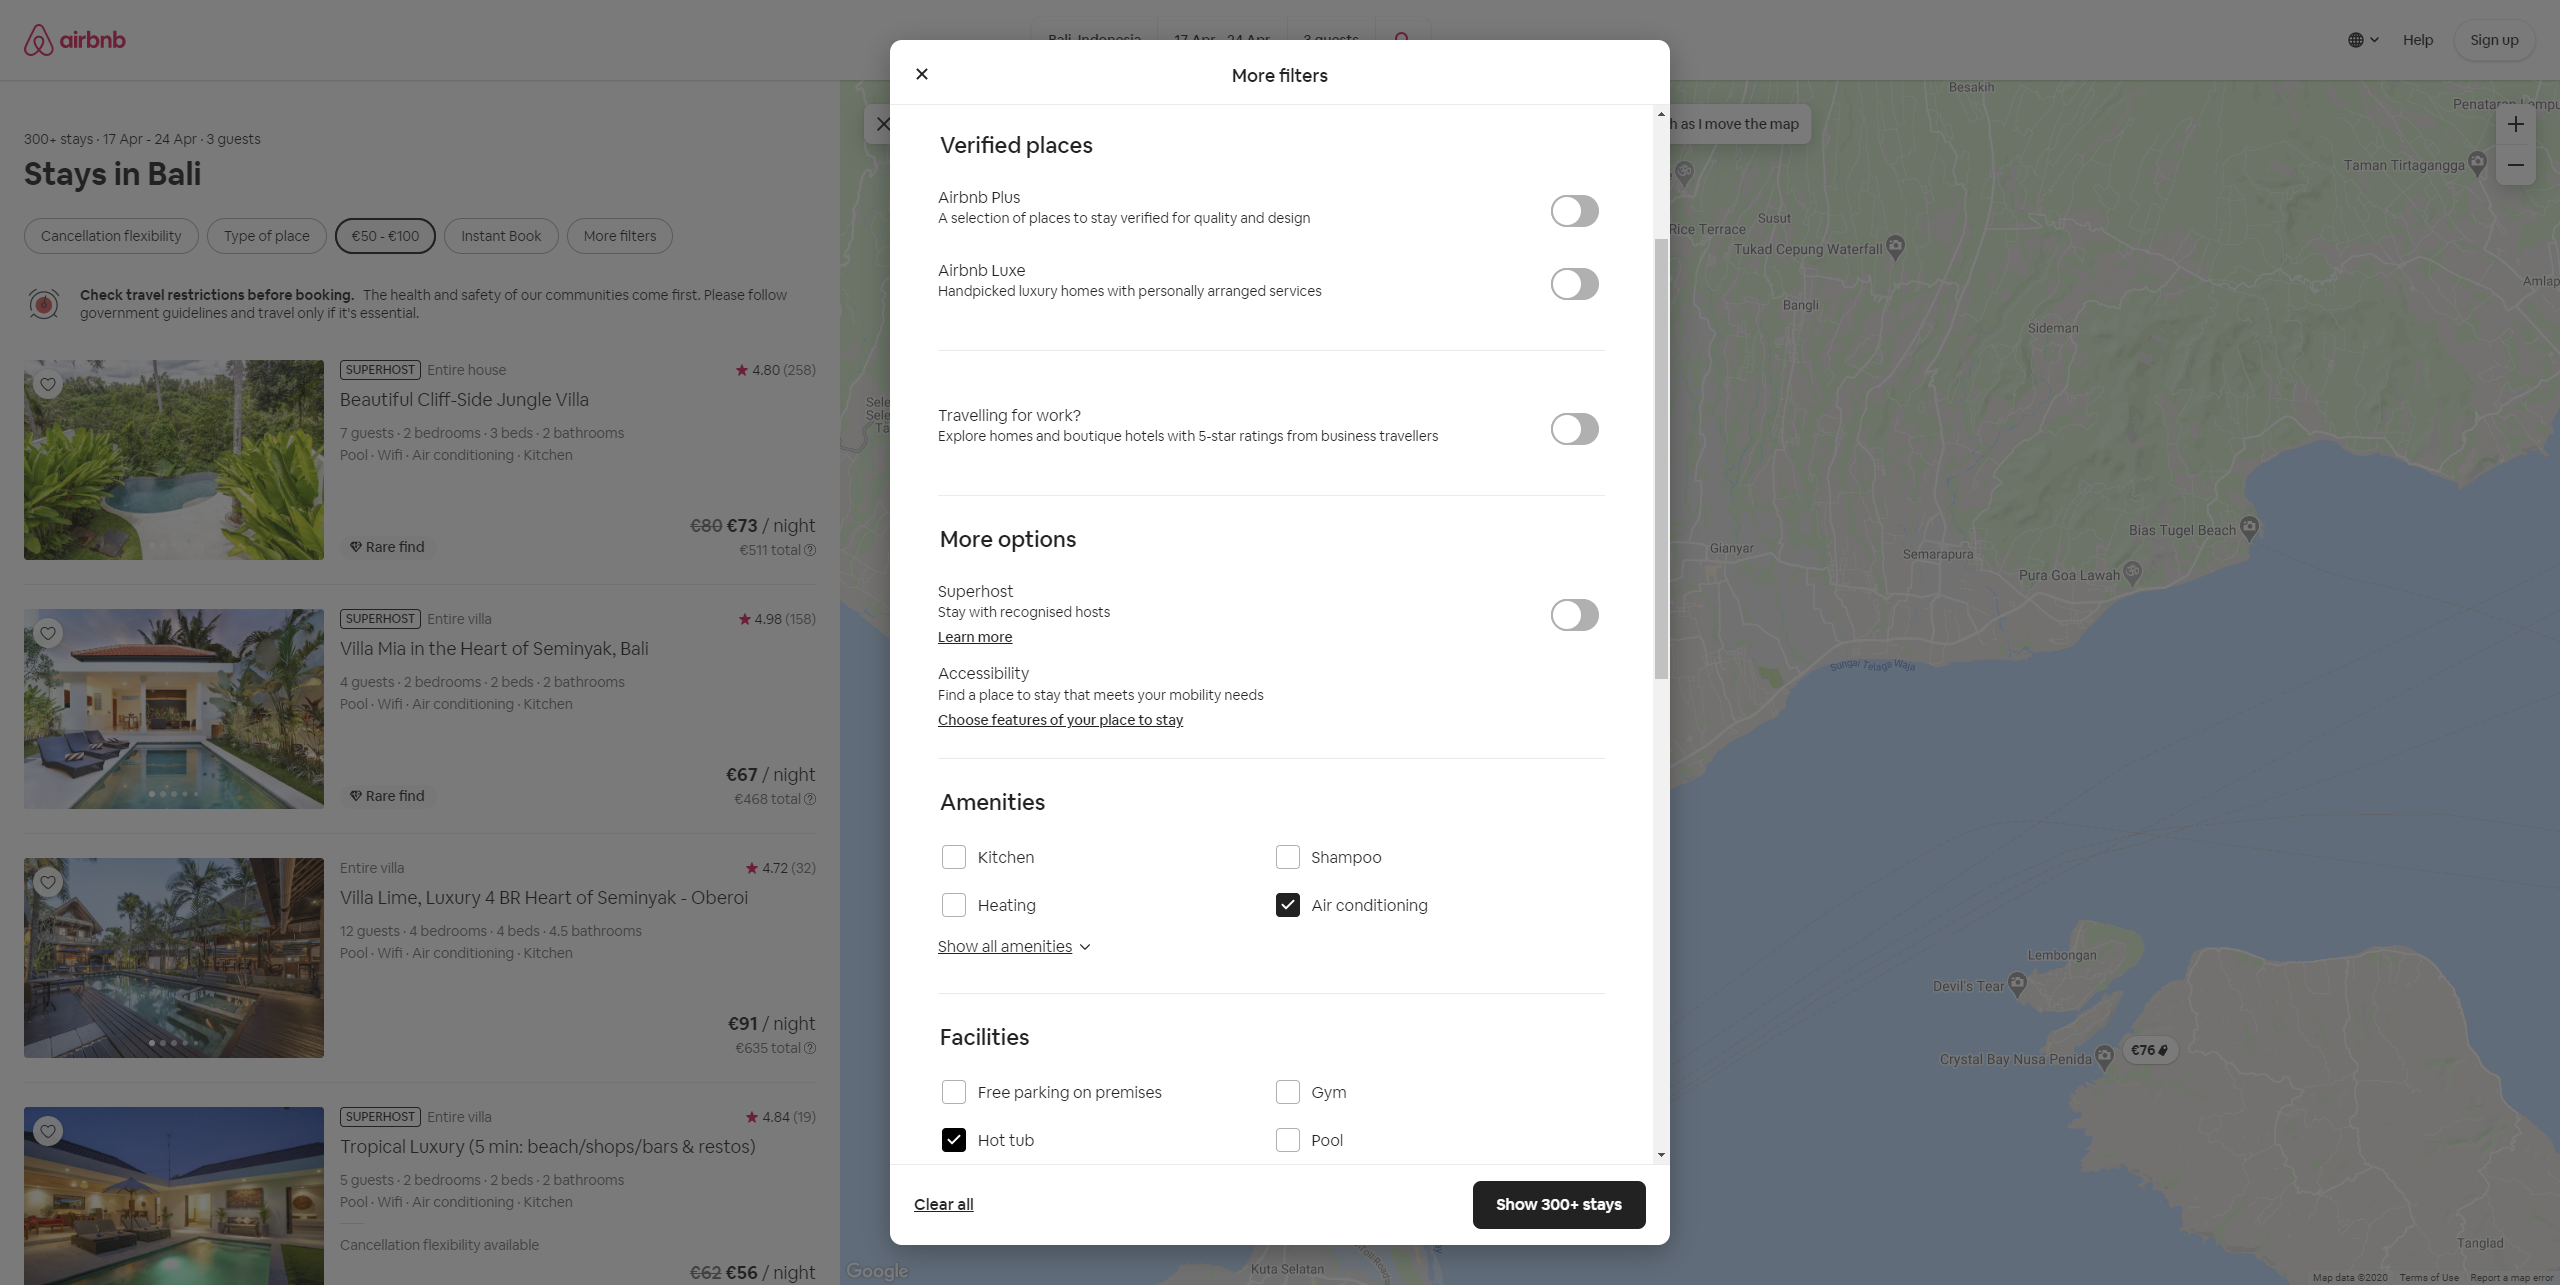 airbnb
Bali, Indonesia
17 Apr - 24 Apr
3 guests
Help
Sign up
300+ stays · 17 Apr - 24 Apr · 3 guests
Stays in Bali
Cancellation flexibility
Type of place
€50 - €100
Instant Book
More filters
Check travel restrictions before booking. The health and safety of our communities come first. Please follow
government guidelines and travel only if it's essential.
SUPERHOST Entire house
4.80 (258)
Beautiful Cliff-Side Jungle Villa
7 guests · 2 bedrooms · 3 beds · 2 bathrooms
Pool · Wifi · Air conditioning · Kitchen
Rare find
€80 €73 / night
€511 total
SUPERHOST Entire villa
4.98 (158)
Villa Mia in the Heart of Seminyak, Bali
4 guests · 2 bedrooms · 2 beds · 2 bathrooms
Pool · Wifi · Air conditioning · Kitchen
Rare find
€67 / night
€468 total
Entire villa
4.72 (32)
Villa Lime, Luxury 4 BR Heart of Seminyak - Oberoi
12 guests · 4 bedrooms · 4 beds · 4.5 bathrooms
Pool · Wifi · Air conditioning · Kitchen
€91 / night
€635 total
SUPERHOST Entire villa
4.84 (19)
Tropical Luxury (5 min: beach/shops/bars & restos)
5 guests · 2 bedrooms · 2 beds · 2 bathrooms
Pool · Wifi · Air conditioning · Kitchen
Cancellation flexibility available
€62 €56 / night
More filters
Verified places
Airbnb Plus
A selection of places to stay verified for quality and design
Airbnb Luxe
Handpicked luxury homes with personally arranged services
Travelling for work?
Explore homes and boutique hotels with 5-star ratings from business travellers
More options
Superhost
Stay with recognised hosts
Learn more
Accessibility
Find a place to stay that meets your mobility needs
Choose features of your place to stay
Amenities
Kitchen
Shampoo
Heating
Air conditioning
Show all amenities
Facilities
Free parking on premises
Gym
Hot tub
Pool
Clear all
Show 300+ stays
as I move the map
Besakih
Taman Tirtagangga
Susut
Rice Terrace
Tukad Cepung Waterfall
Bangli
Sideman
Bias Tugel Beach
Gianyar
Semarapura
Pura Goa Lawah
Sungai Telaga Waja
Lembongan
Devil's Tear
€76
Crystal Bay Nusa Penida
Tanglad
Google
Kuta Selatan
Map data ©2020
Terms of Use
Report a map error